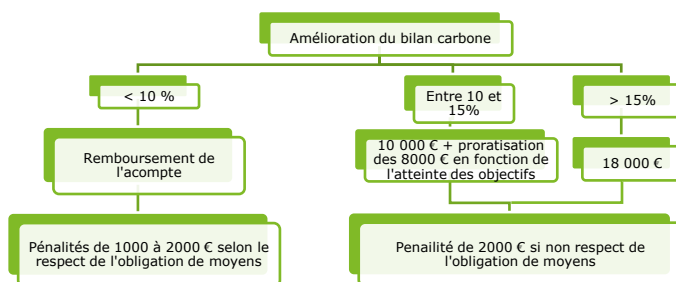 Amélioration du bilan carbone
< 10 %
Entre 10 et
15%
> 15%
Remboursement de
l'acompte
10 000 € + proratisation
des 8000 € en fonction de
l'atteinte des objectifs
18 000 €
Pénalités de 1000 à 2000 € selon le
respect de l'obligation de moyens
Penailité de 2000 € si non respect de
l'obligation de moyens